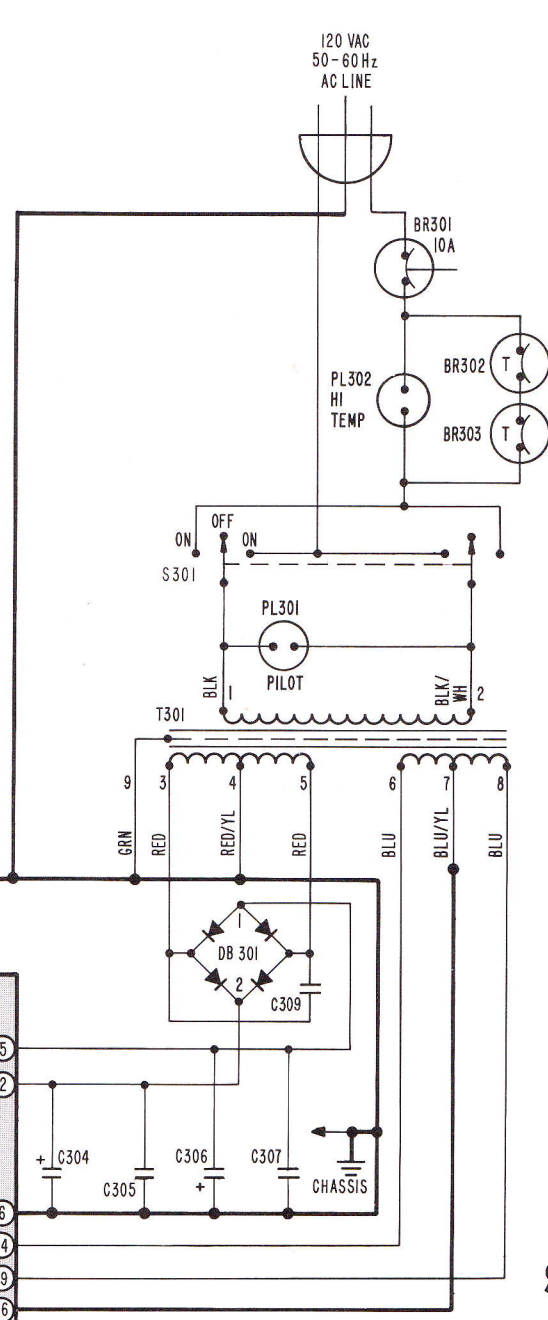 120 VAC
50-60Hz
AC LINE
BR301
10A
PL302
HI
TEMP
BR302
T
BR303
T
OFF
ON
ON
S301
PL301
PILOT
BLK
1
BLK/
WH
2
T301
9
3
4
5
6
7
8
GRN
RED
RED/YL
RED
BLU
BLU/YL
BLU
1
DB 301
2
C309
5
2
+
C304
C305
C306
+
C307
CHASSIS
6
4
9
6